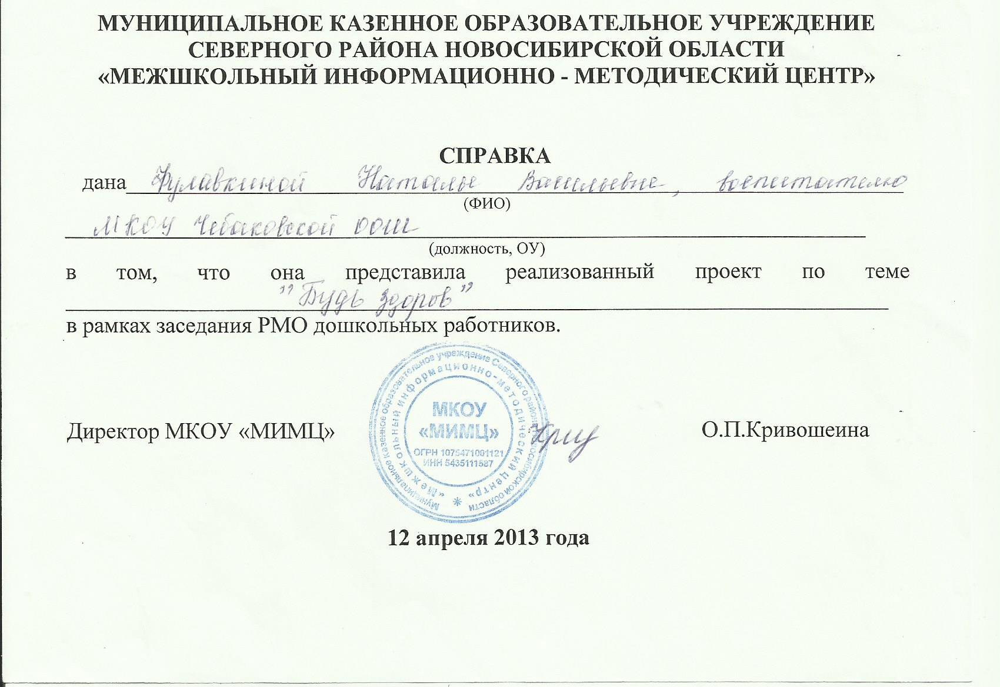 МУНИЦИПАЛЬНОЕ КАЗЕННОЕ ОБРАЗОВАТЕЛЬНОЕ УЧРЕЖДЕНИЕ
СЕВЕРНОГО РАЙОНА НОВОСИБИРСКОЙ ОБЛАСТИ
«МЕЖШКОЛЬНЫЙ ИНФОРМАЦИОННО - МЕТОДИЧЕСКИЙ ЦЕНТР»
СПРАВКА
дана Фулавкиной Наталье Васильевне, воспитателю
(ФИО)
МКОУ Чебаковской ООШ
(должность, ОУ)
в том, что она представила реализованный проект по теме
"Будь здоров"
в рамках заседания РМО дошкольных работников.
Муниципальное казенное образовательное учреждение Северного района Новосибирской области
«Межшкольный информационно-методический центр»
МКОУ
«МИМЦ»
ОГРН 1075471001121
ИНН 5435111587
Директор МКОУ «МИМЦ» О.П.Кривошеина
12 апреля 2013 года